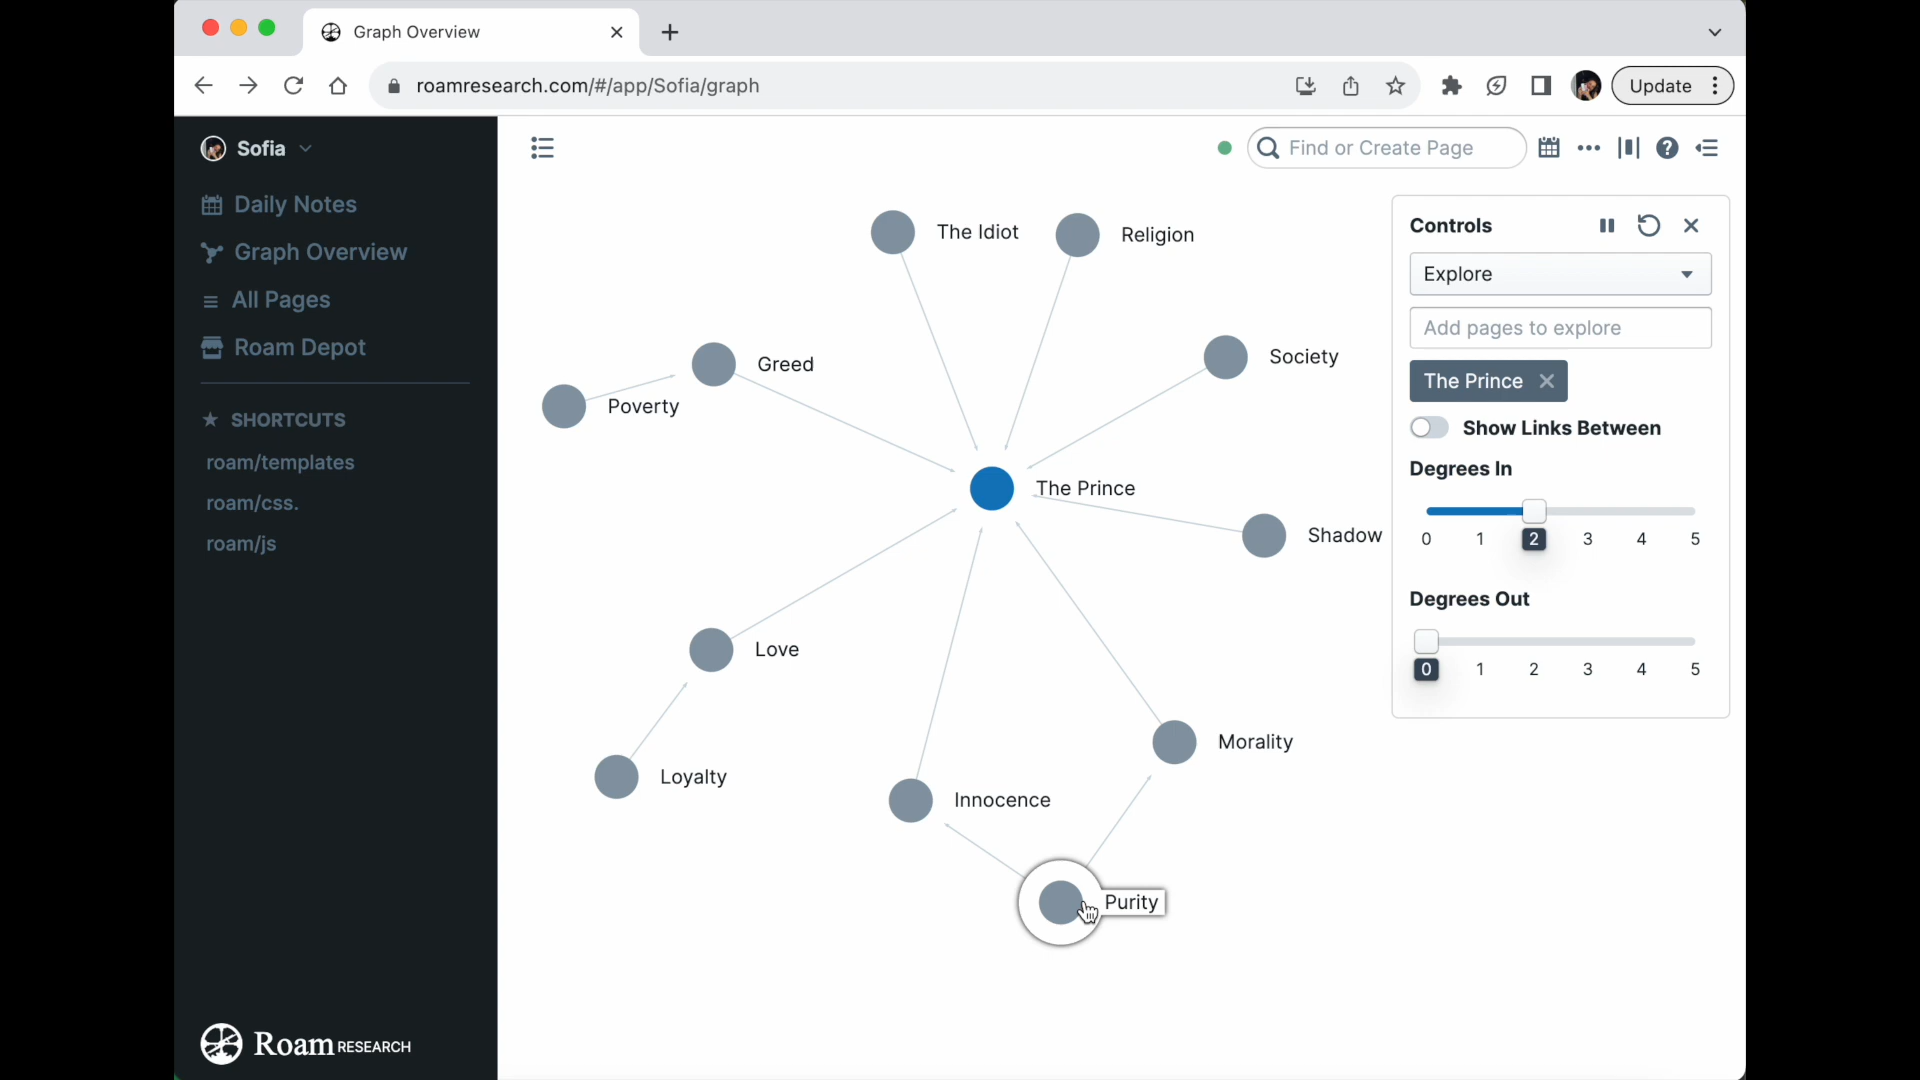 Graph Overview
roamresearch.com/#/app/Sofia/graph
Update
Sofia
Daily Notes
Graph Overview
All Pages
Roam Depot
SHORTCUTS
roam/templates
roam/css.
roam/js
Roam RESEARCH
Find or Create Page
The Idiot
Religion
Greed
Society
Poverty
The Prince
Shadow
Love
Morality
Loyalty
Innocence
Purity
Controls
Explore
Add pages to explore
The Prince
Show Links Between
Degrees In
0 1 2 3 4 5
Degrees Out
0 1 2 3 4 5